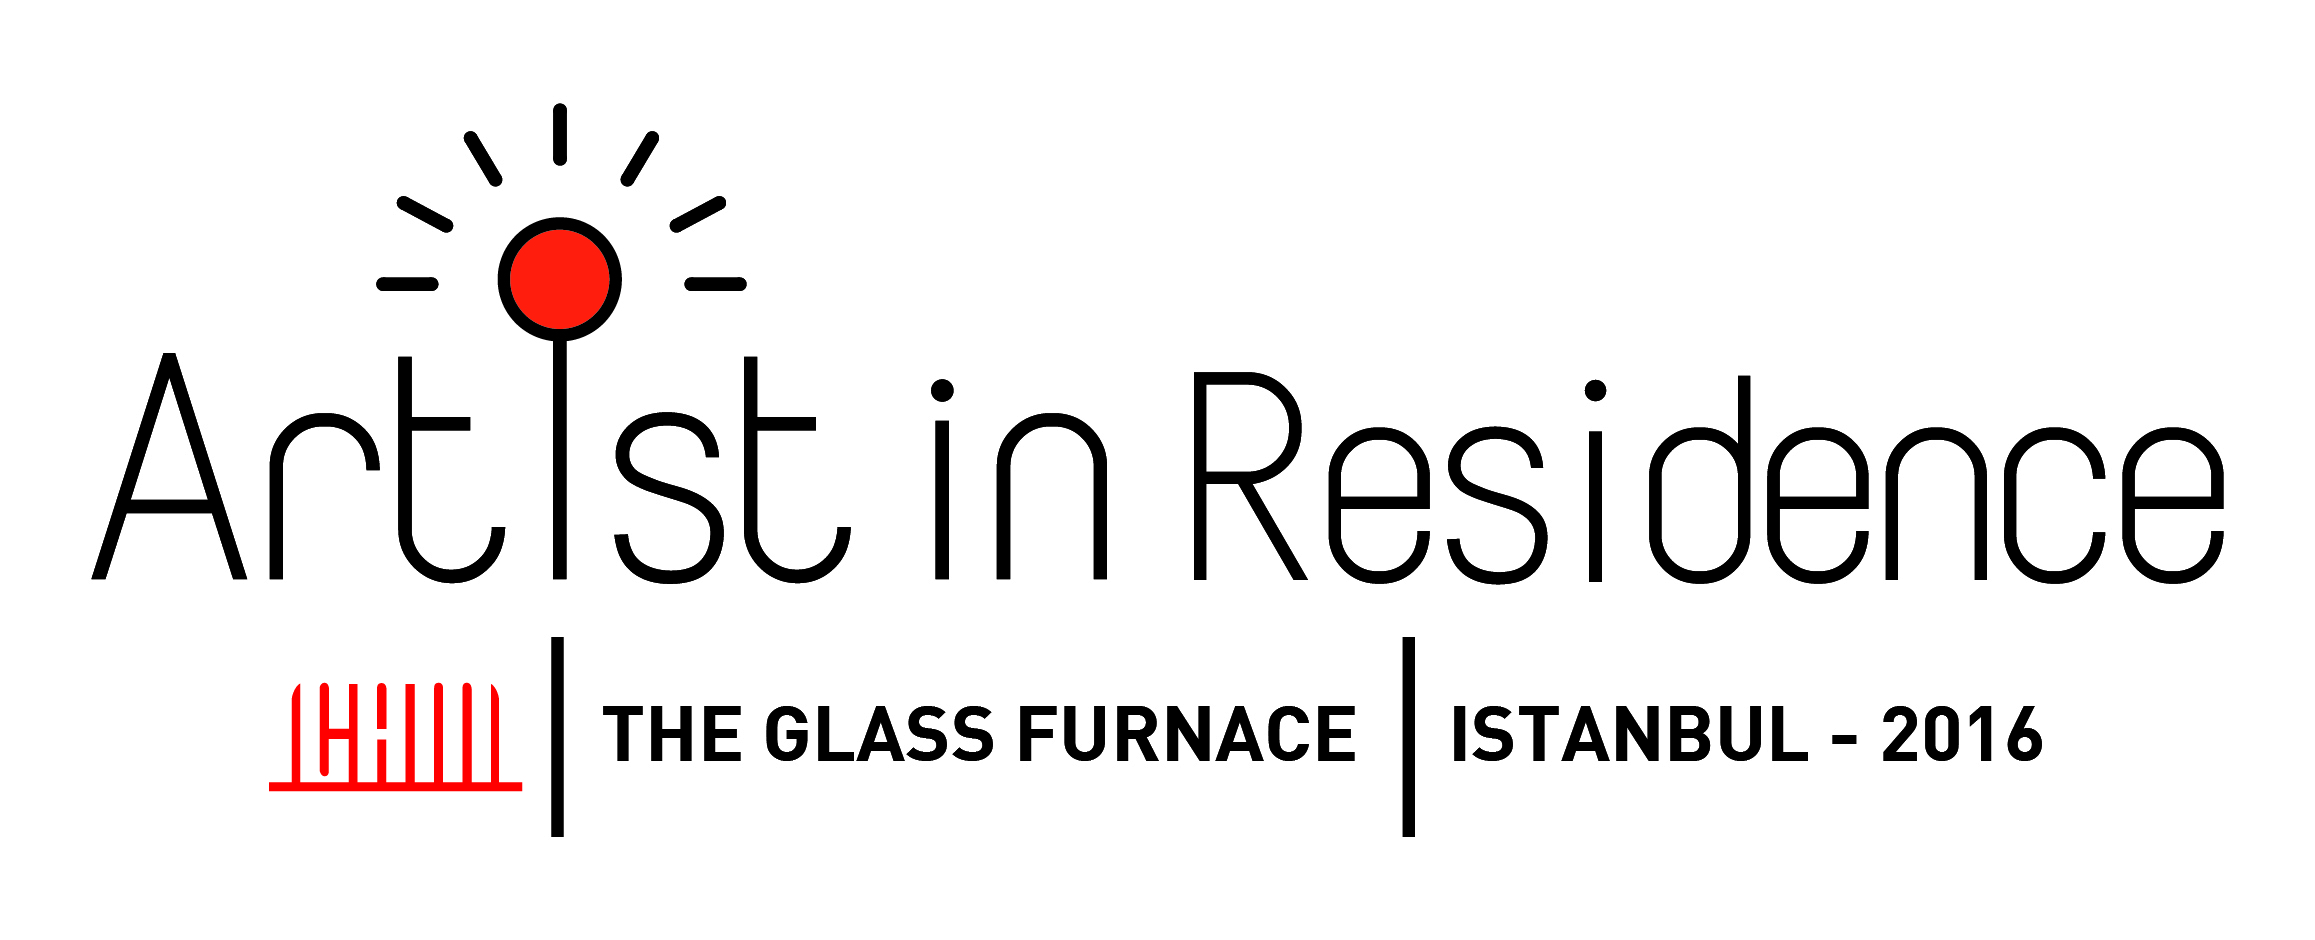 Artist in Residence
THE GLASS FURNACE | ISTANBUL - 2016